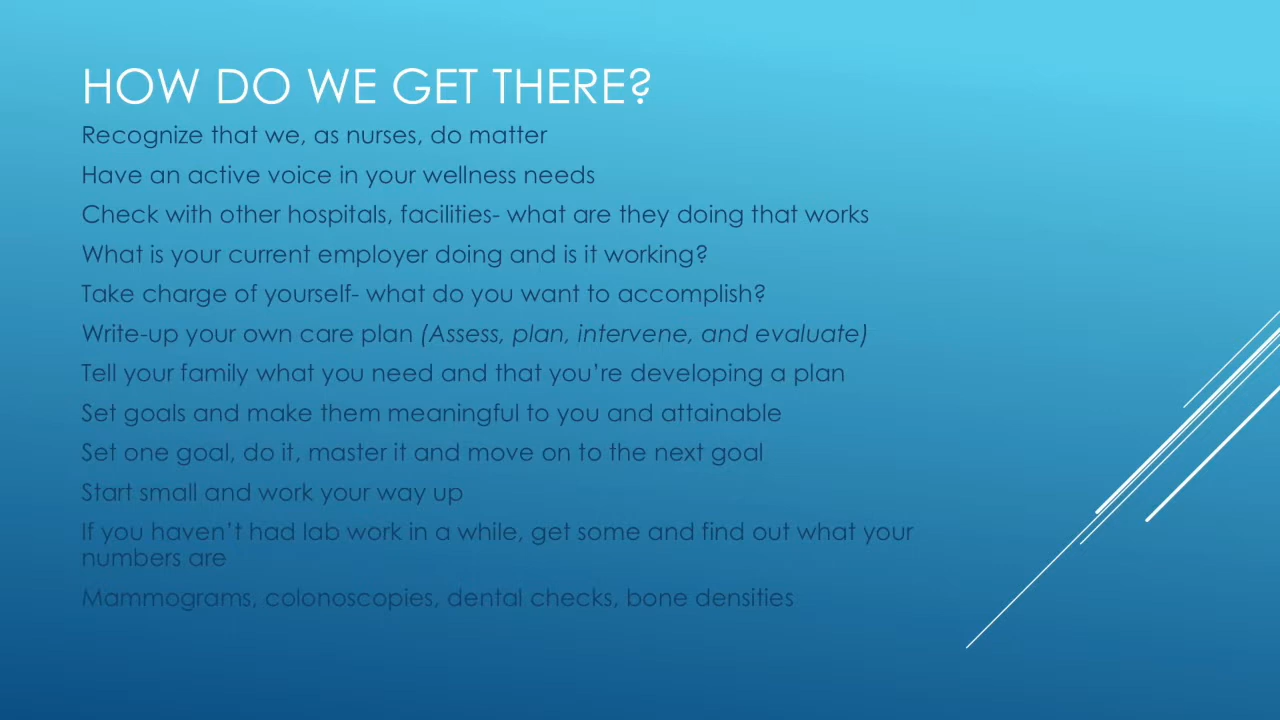 HOW DO WE GET THERE?
Recognize that we, as nurses, do matter
Have an active voice in your wellness needs
Check with other hospitals, facilities- what are they doing that works
What is your current employer doing and is it working?
Take charge of yourself- what do you want to accomplish?
Write-up your own care plan (Assess, plan, intervene, and evaluate)
Tell your family what you need and that you’re developing a plan
Set goals and make them meaningful to you and attainable
Set one goal, do it, master it and move on to the next goal
Start small and work your way up
If you haven’t had lab work in a while, get some and find out what your
numbers are
Mammograms, colonoscopies, dental checks, bone densities